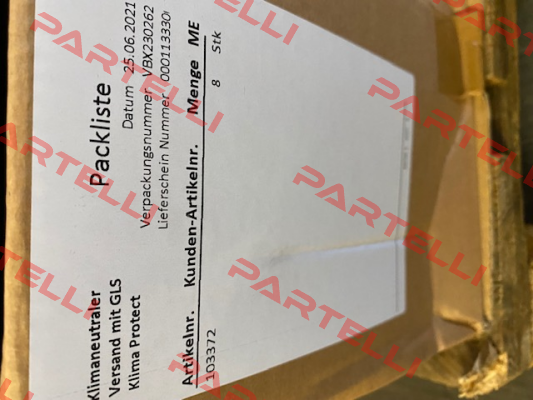 Packliste
Datum 25.06.2021
Verpackungsnummer VBX230262
Lieferschein Nummer
Klimaneutraler
Versand mit GLS
Klima Protect
Artikelnr. Kunden-Artikelnr. Menge ME
103372 8 Stk
PARTELLI
PARTELLI
PARTELLI
PARTELLI
PARTELLI
PARTELLI
PARTELLI